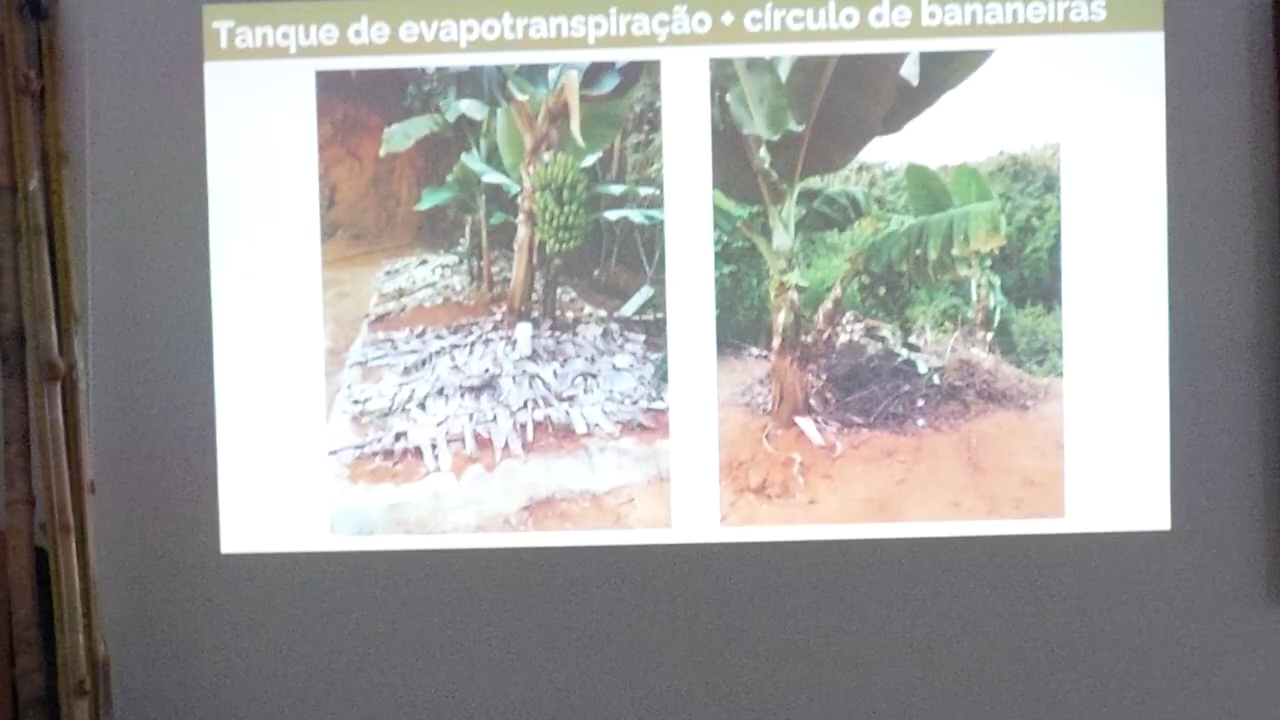 Tanque de evapotranspiração + círculo de bananeiras